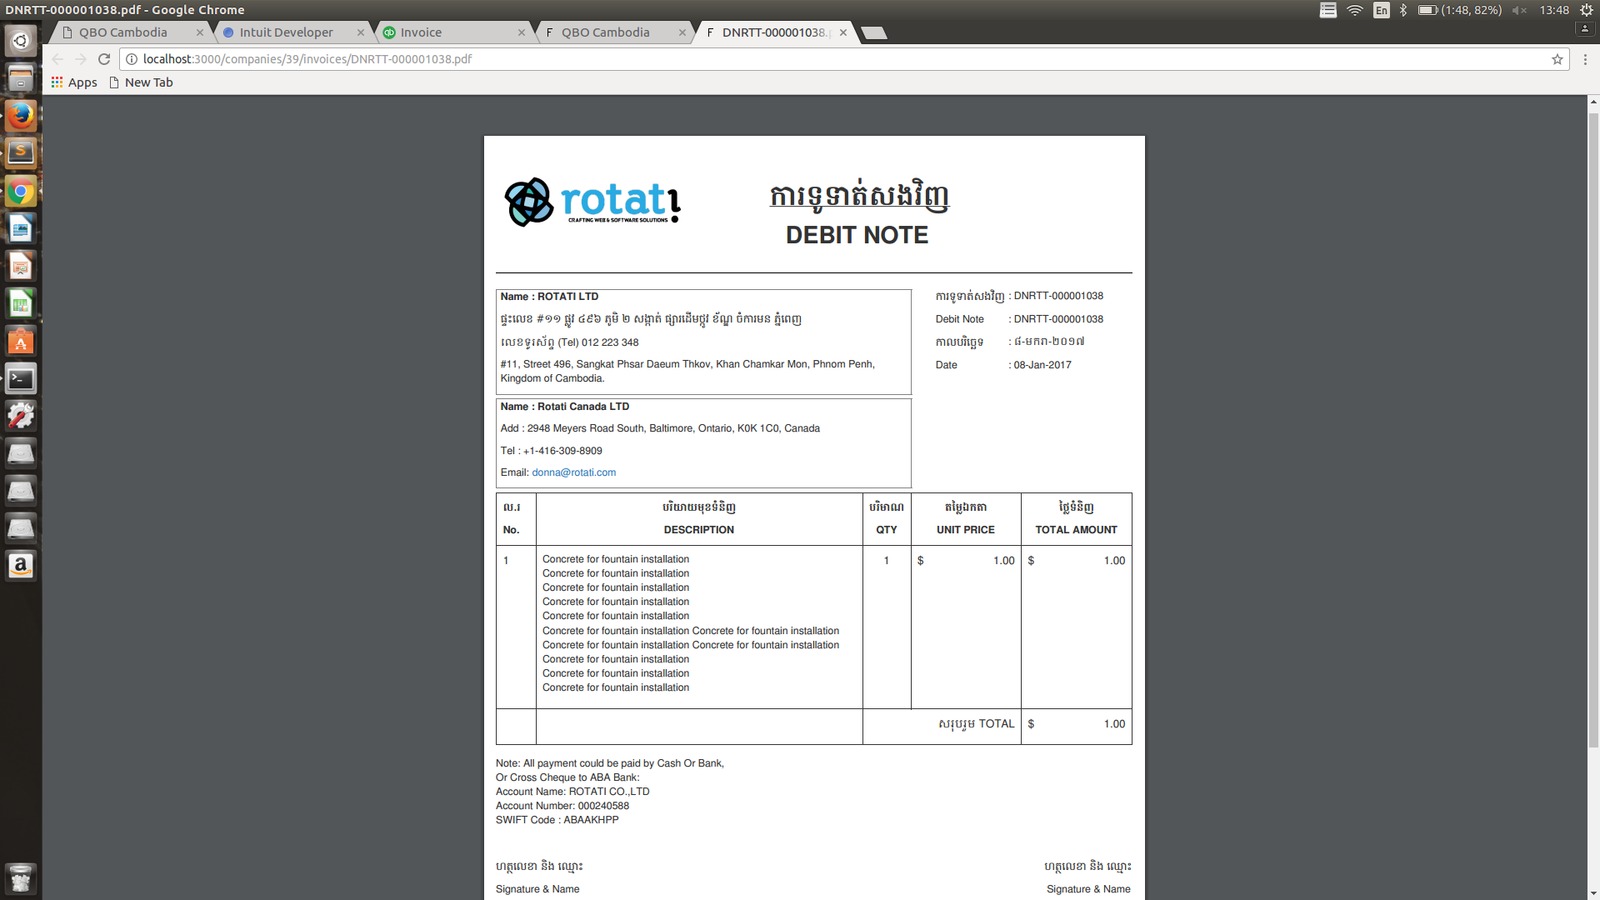 DNRTT-000001038.pdf - Google Chrome
En
(1:48, 82%)
13:48
QBO Cambodia
Intuit Developer
Invoice
QBO Cambodia
DNRTT-000001038.p
localhost:3000/companies/39/invoices/DNRTT-000001038.pdf
Apps
New Tab
rotati
CRAFTING WEB & SOFTWARE SOLUTIONS
ការទូទាត់សងវិញ
DEBIT NOTE
Name : ROTATI LTD
ផ្ទះលេខ #១១ ផ្លូវ ៤៩៦ ភូមិ ២ សង្កាត់ ផ្សារដើមថ្កូវ ខ័ណ្ឌ ចំការមន ភ្នំពេញ
លេខទូរស័ព្ទ (Tel) 012 223 348
#11, Street 496, Sangkat Phsar Daeum Thkov, Khan Chamkar Mon, Phnom Penh,
Kingdom of Cambodia.
ការទូទាត់សងវិញ : DNRTT-000001038
Debit Note : DNRTT-000001038
កាលបរិច្ឆេទ : ៨-មករា-២០១៧
Date : 08-Jan-2017
Name : Rotati Canada LTD
Add : 2948 Meyers Road South, Baltimore, Ontario, K0K 1C0, Canada
Tel : +1-416-309-8909
Email: donna@rotati.com
ល.រ បរិយាយមុខទំនិញ បរិមាណ តម្លៃឯកតា ថ្លៃទំនិញ
No. DESCRIPTION QTY UNIT PRICE TOTAL AMOUNT
1 Concrete for fountain installation 1 $ 1.00 $ 1.00
Concrete for fountain installation
Concrete for fountain installation
Concrete for fountain installation
Concrete for fountain installation
Concrete for fountain installation Concrete for fountain installation
Concrete for fountain installation Concrete for fountain installation
Concrete for fountain installation
Concrete for fountain installation
Concrete for fountain installation
សរុបរួម TOTAL $ 1.00
Note: All payment could be paid by Cash Or Bank,
Or Cross Cheque to ABA Bank:
Account Name: ROTATI CO.,LTD
Account Number: 000240588
SWIFT Code : ABAAKHPP
ហត្ថលេខា និង ឈ្មោះ ហត្ថលេខា និង ឈ្មោះ
Signature & Name Signature & Name